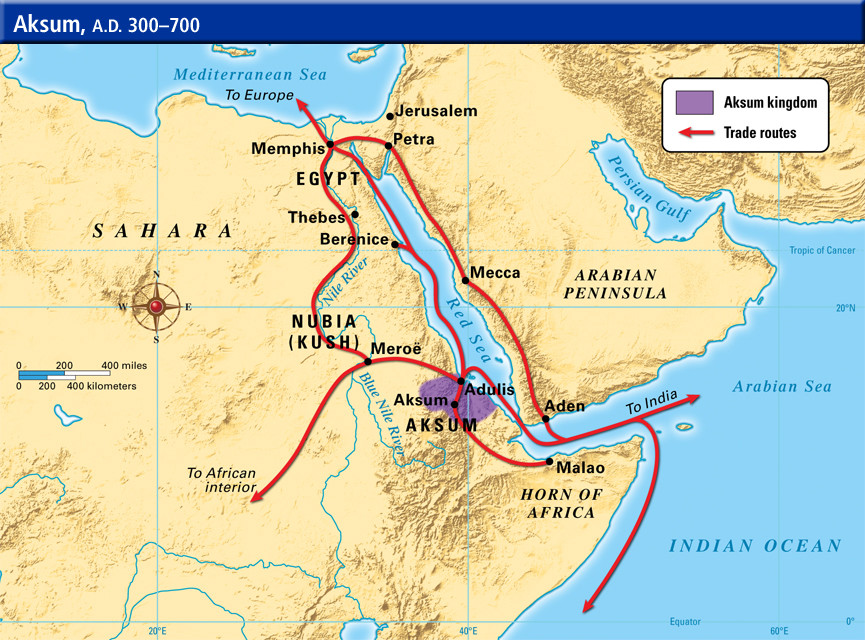 Aksum, A.D. 300–700
Mediterranean Sea
To Europe
Jerusalem
Aksum kingdom
Trade routes
Memphis
Petra
EGYPT
Persian Gulf
Thebes
SAHARA
Berenice
Tropic of Cancer
Mecca
ARABIAN
PENINSULA
Nile River
N
W
E
S
20°N
Red Sea
NUBIA
(KUSH)
Meroë
0 200 400 miles
0 200 400 kilometers
Blue Nile River
Adulis
Aksum
AKSUM
Aden
To India
Arabian Sea
Malao
To African
interior
HORN OF
AFRICA
INDIAN OCEAN
Equator
0°
20°E
40°E
60°E